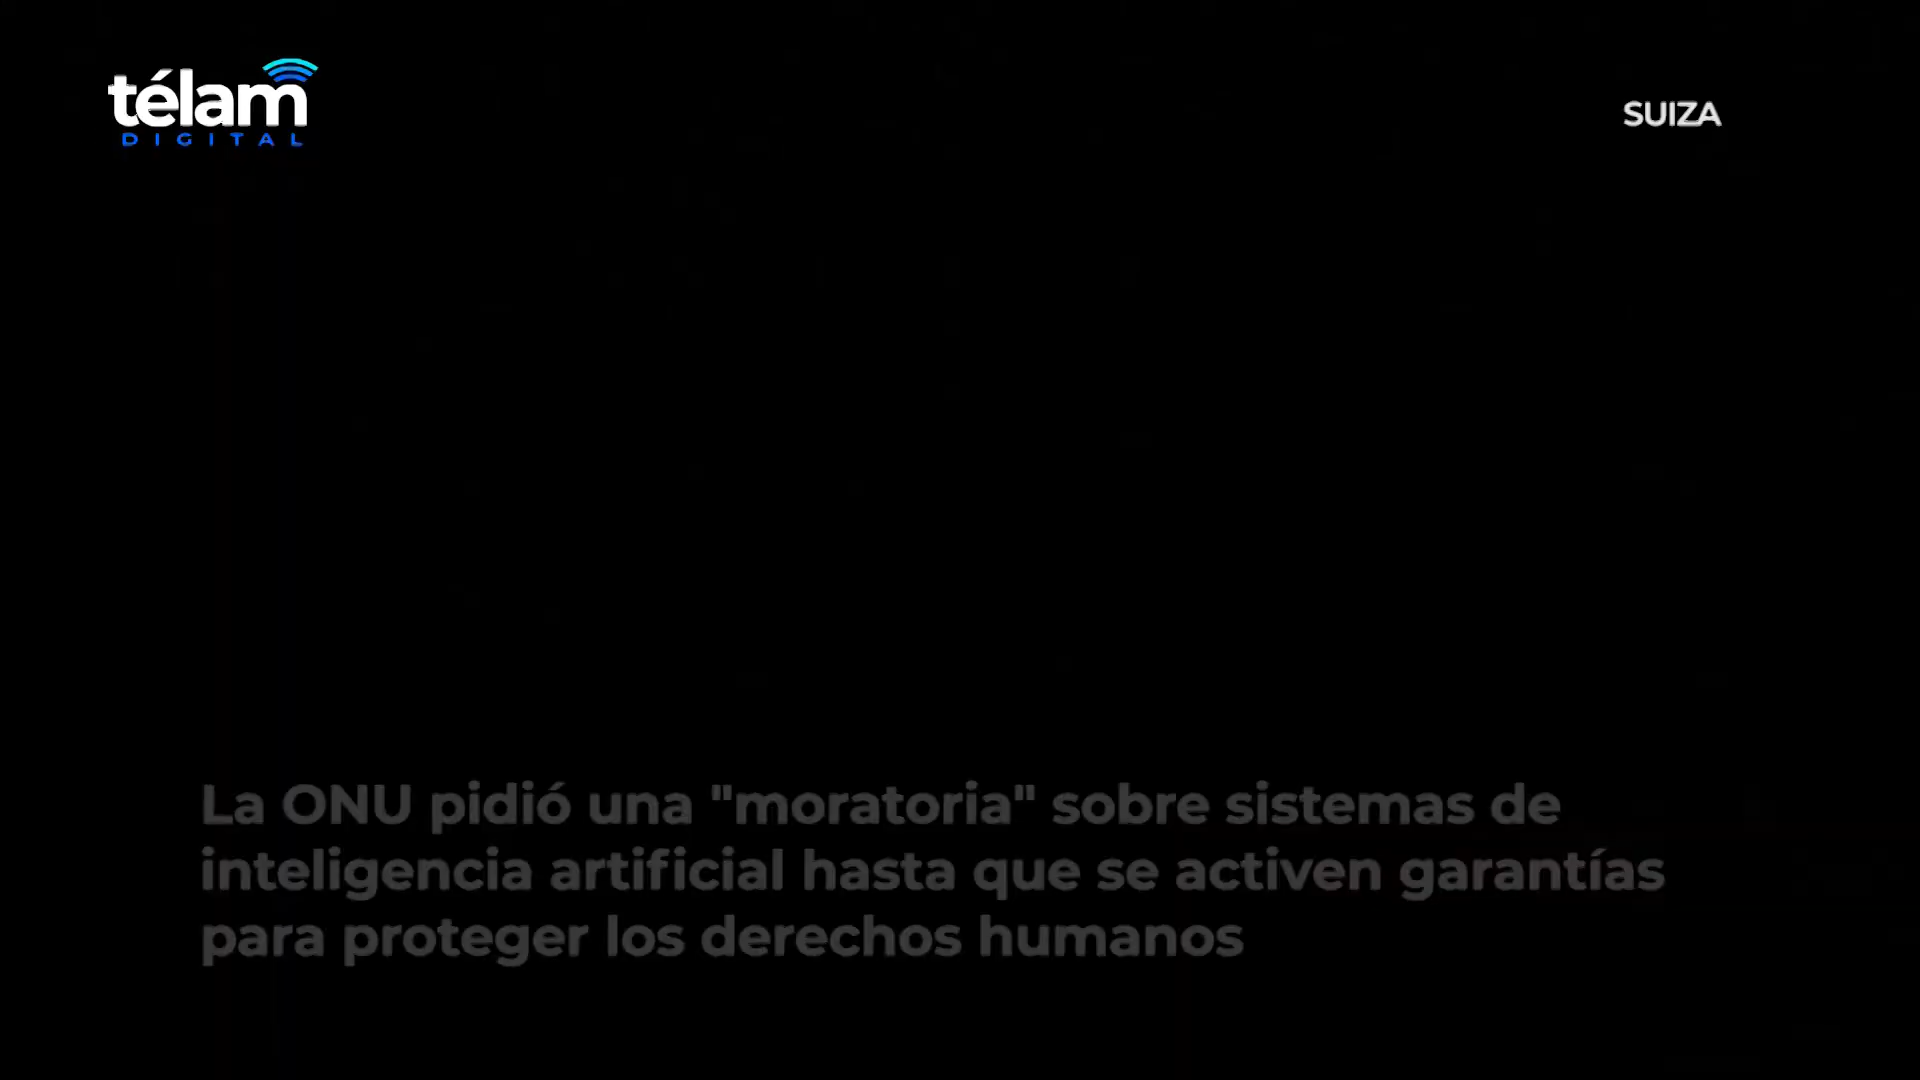 télam
DIGITAL
SUIZA
La ONU pidió una "moratoria" sobre sistemas de
inteligencia artificial hasta que se activen garantías
para proteger los derechos humanos